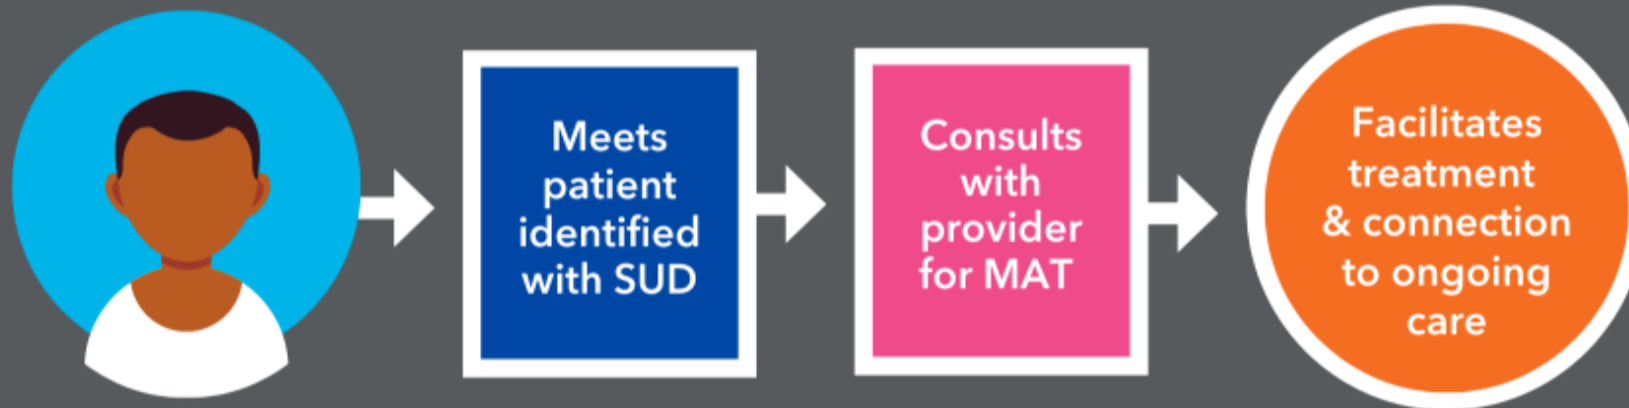 Meets
patient
identified
with SUD
Consults
with
provider
for MAT
Facilitates
treatment
& connection
to ongoing
care